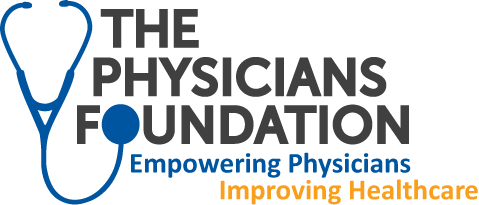 THE
PHYSICIANS
FOUNDATION
Empowering Physicians
Improving Healthcare